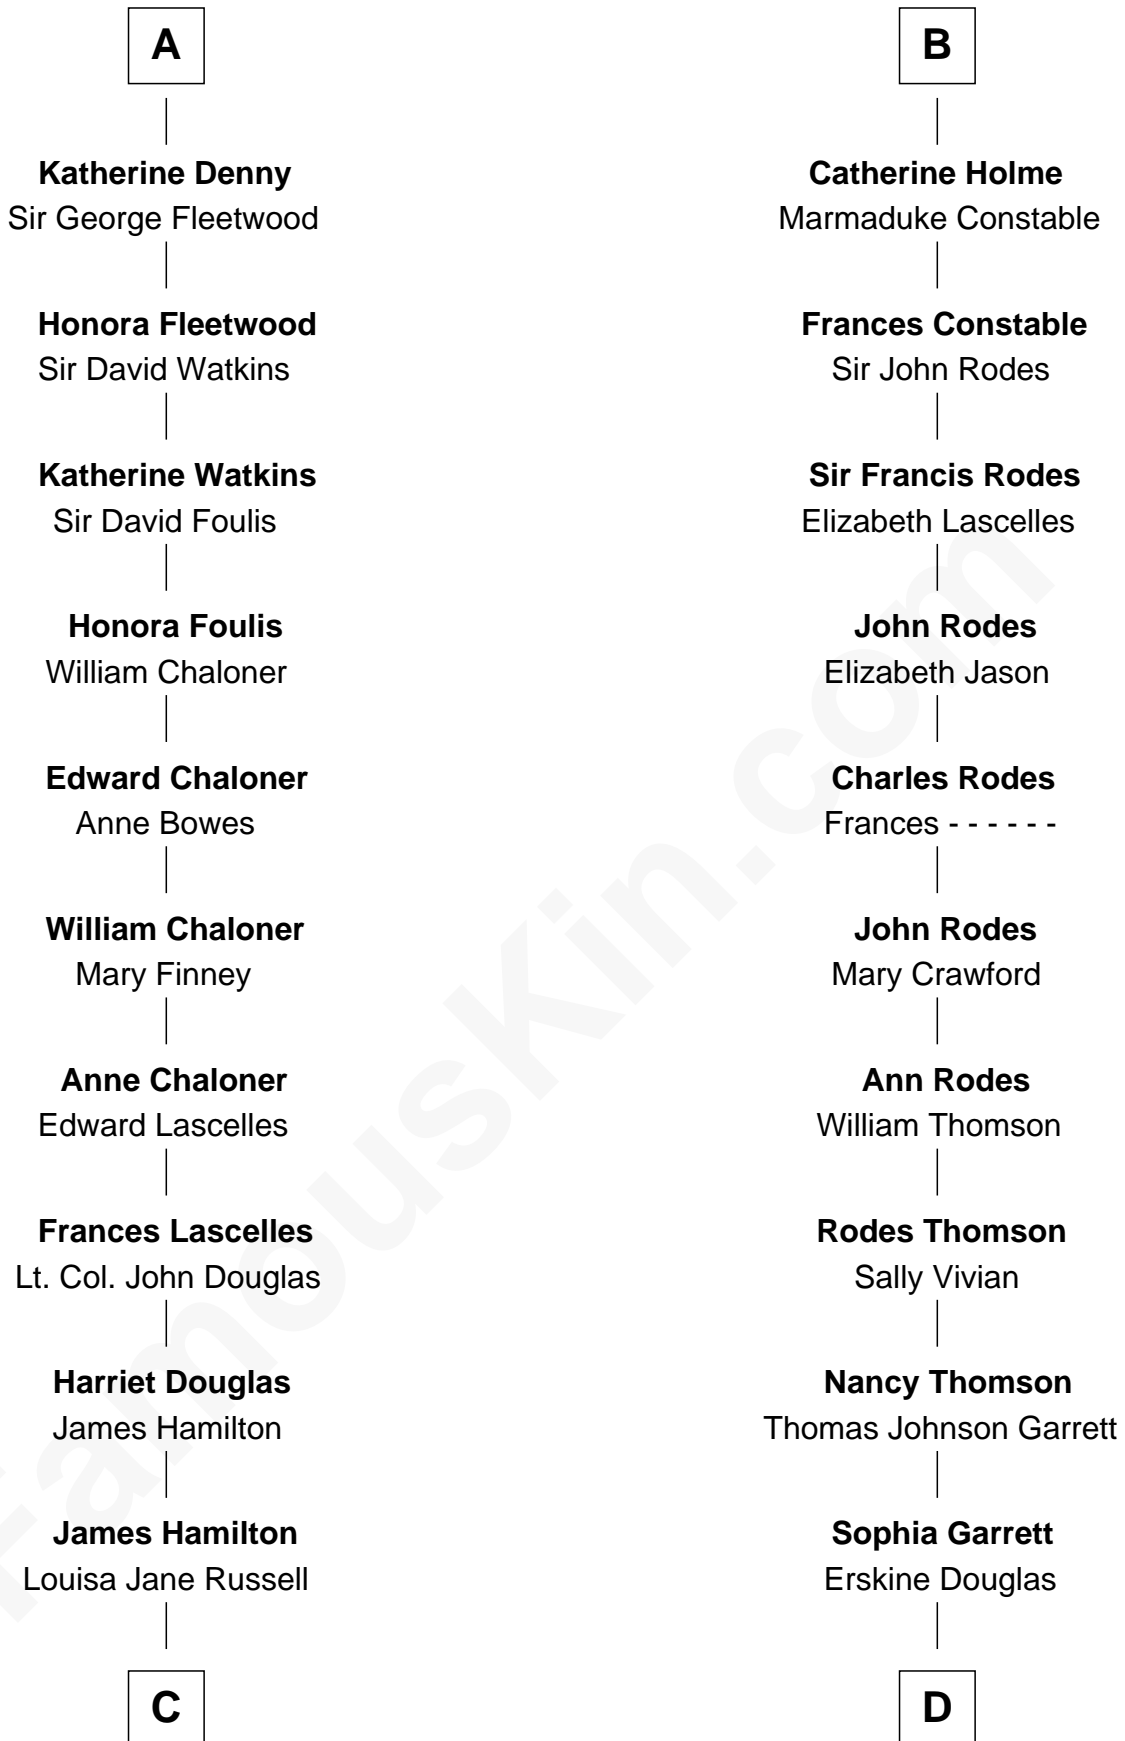 A
Katherine Denny
Sir George Fleetwood
Honora Fleetwood
Sir David Watkins
Katherine Watkins
Sir David Foulis
Honora Foulis
William Chaloner
Edward Chaloner
Anne Bowes
William Chaloner
Mary Finney
Anne Chaloner
Edward Lascelles
Frances Lascelles
Lt. Col. John Douglas
Harriet Douglas
James Hamilton
James Hamilton
Louisa Jane Russell
C
B
Catherine Holme
Marmaduke Constable
Frances Constable
Sir John Rodes
Sir Francis Rodes
Elizabeth Lascelles
John Rodes
Elizabeth Jason
Charles Rodes
Frances - - - - - -
John Rodes
Mary Crawford
Ann Rodes
William Thomson
Rodes Thomson
Sally Vivian
Nancy Thomson
Thomas Johnson Garrett
Sophia Garrett
Erskine Douglas
D
FamousKin.com